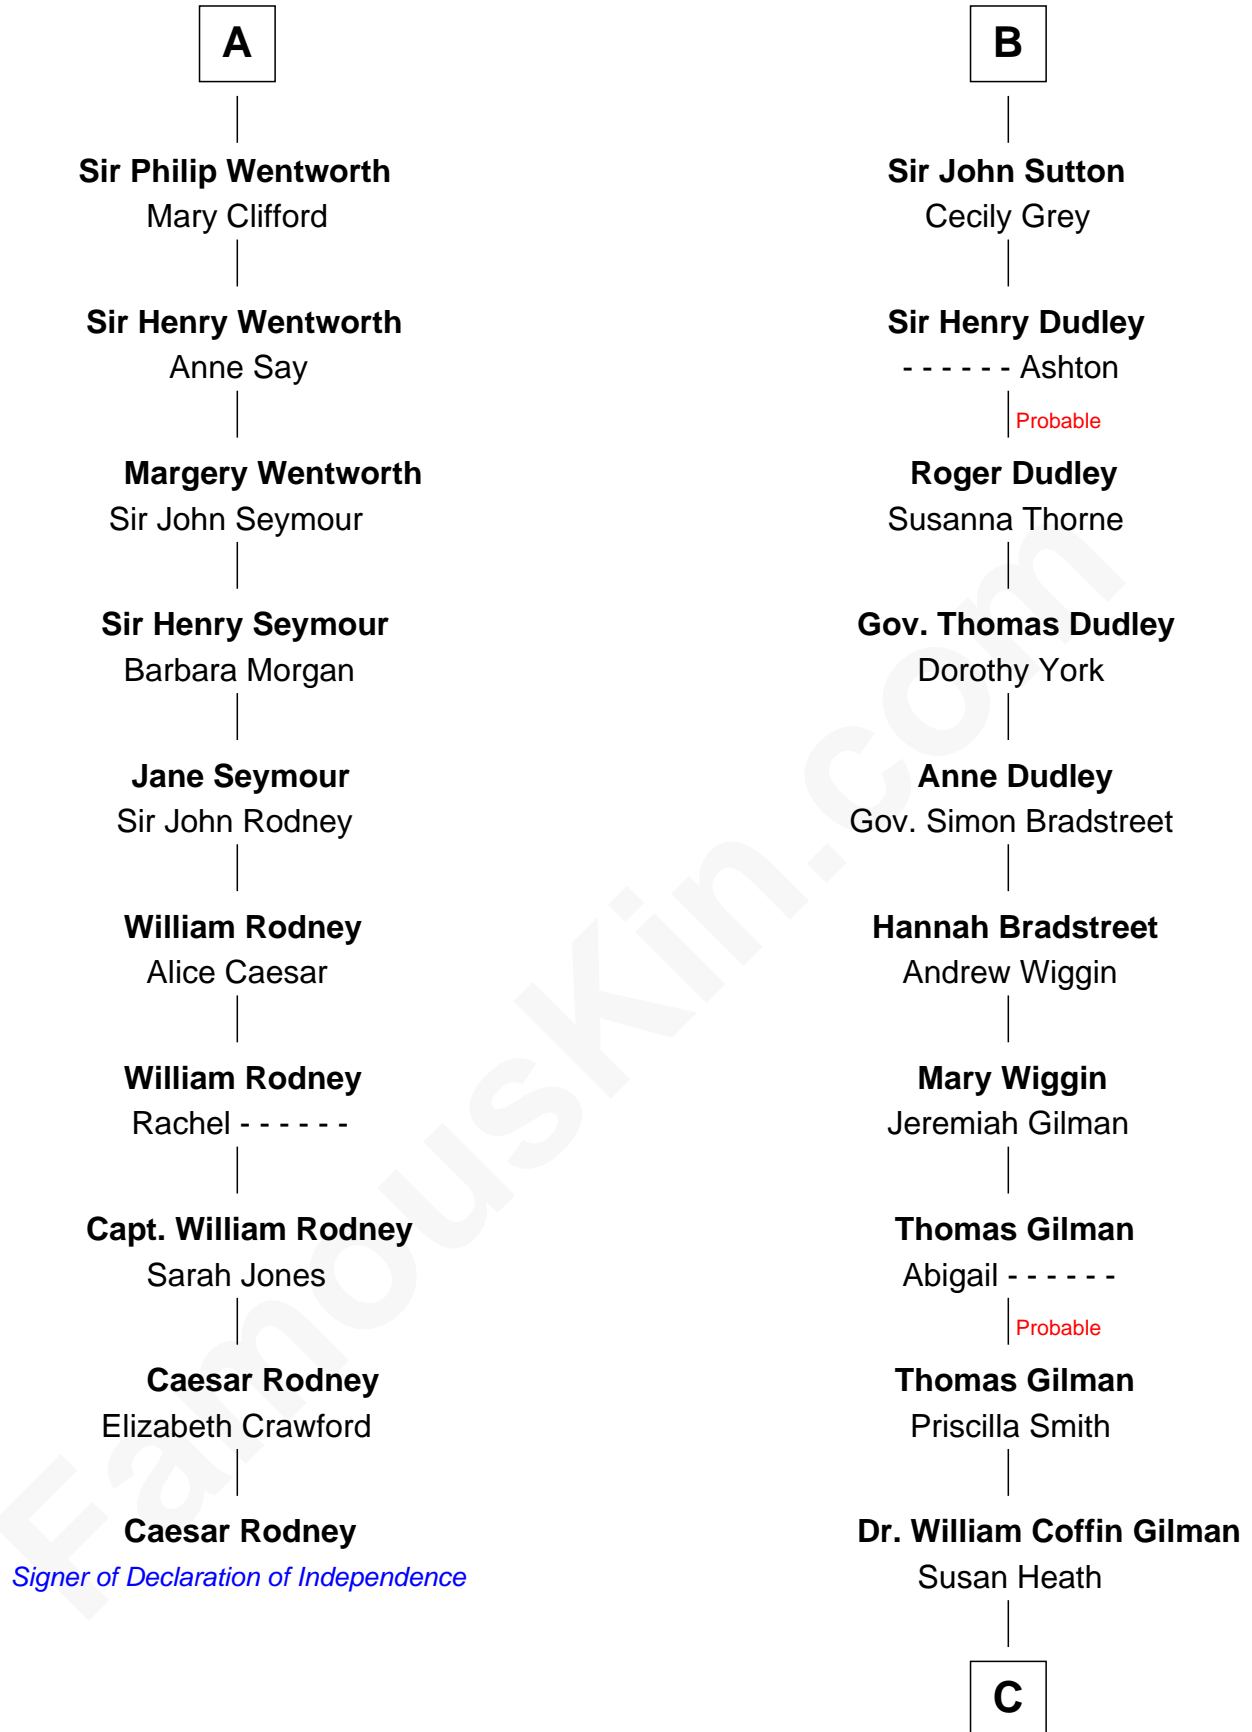 A
Sir Philip Wentworth
Mary Clifford
Sir Henry Wentworth
Anne Say
Margery Wentworth
Sir John Seymour
Sir Henry Seymour
Barbara Morgan
Jane Seymour
Sir John Rodney
William Rodney
Alice Caesar
William Rodney
Rachel - - - - - -
Capt. William Rodney
Sarah Jones
Caesar Rodney
Elizabeth Crawford
Caesar Rodney
Signer of Declaration of Independence
B
Sir John Sutton
Cecily Grey
Sir Henry Dudley
- - - - - - Ashton
Probable
Roger Dudley
Susanna Thorne
Gov. Thomas Dudley
Dorothy York
Anne Dudley
Gov. Simon Bradstreet
Hannah Bradstreet
Andrew Wiggin
Mary Wiggin
Jeremiah Gilman
Thomas Gilman
Abigail - - - - - -
Probable
Thomas Gilman
Priscilla Smith
Dr. William Coffin Gilman
Susan Heath
C
FamousKin.com